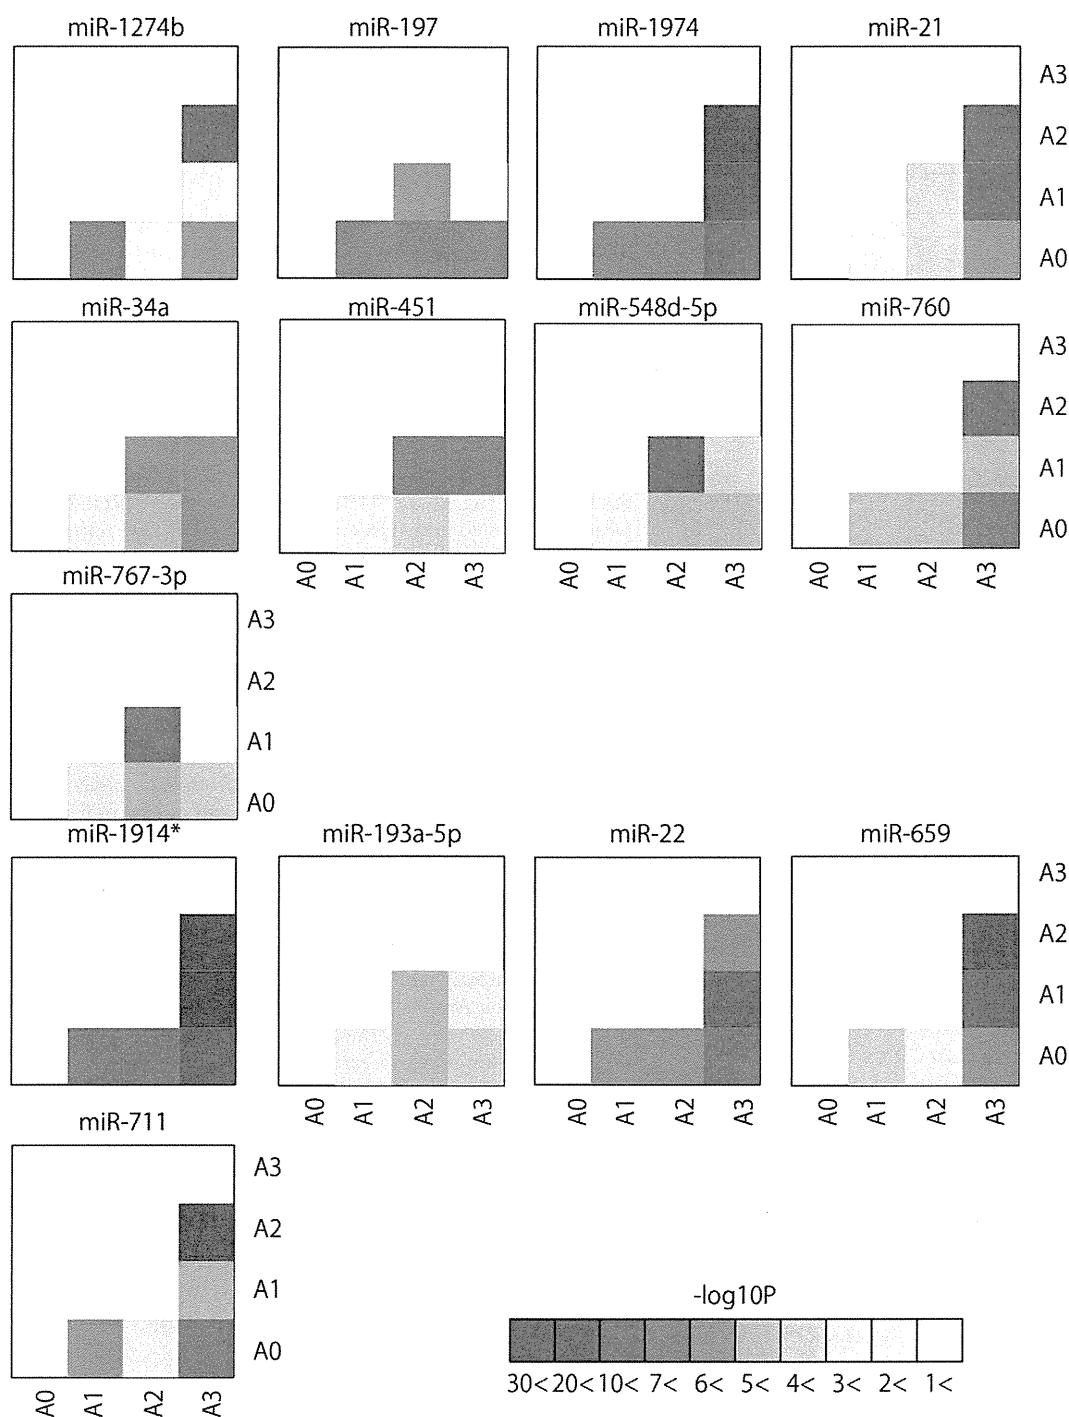 miR-1274b miR-197 miR-1974 miR-21
A3
A2
A1
A0
miR-34a miR-451 miR-548d-5p miR-760
A3
A2
A1
A0
A0 A1 A2 A3 A0 A1 A2 A3 A0 A1 A2 A3
miR-767-3p
A3
A2
A1
A0
miR-1914* miR-193a-5p miR-22 miR-659
A3
A2
A1
A0
A0 A1 A2 A3 A0 A1 A2 A3 A0 A1 A2 A3
miR-711
A3
A2
A1
A0
A0 A1 A2 A3
-log10P
30< 20< 10< 7< 6< 5< 4< 3< 2< 1<